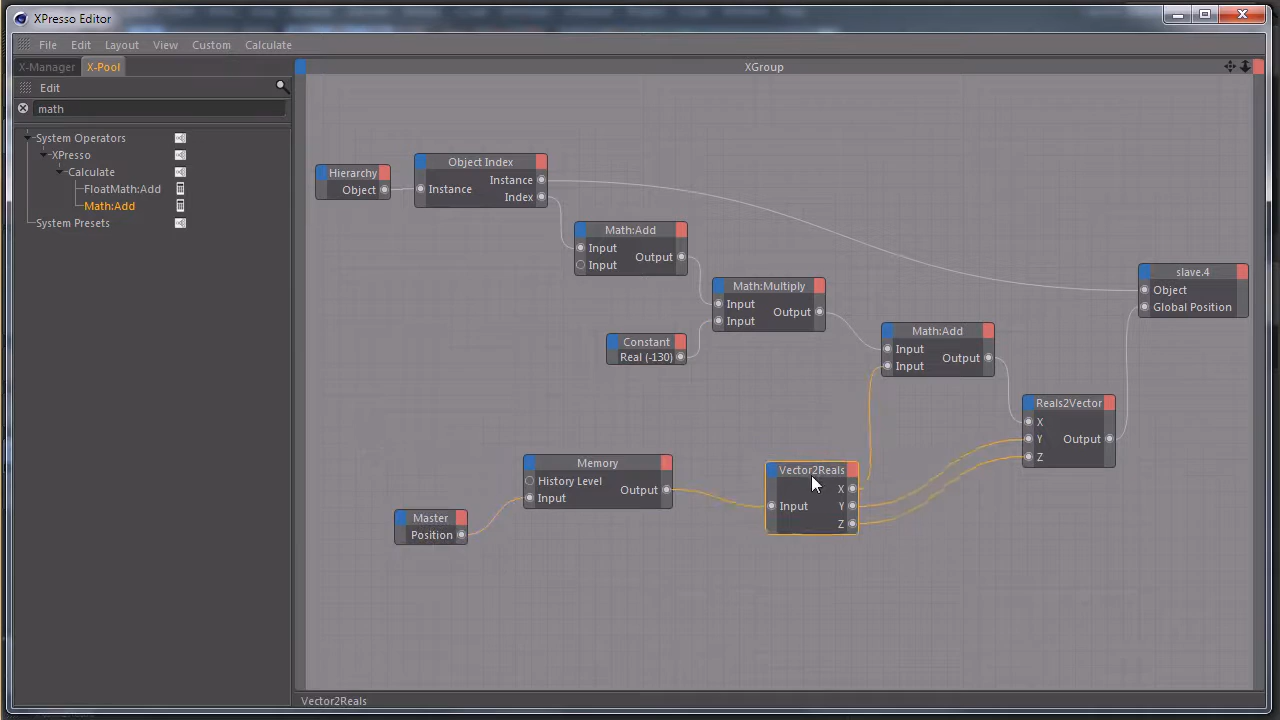 XPresso Editor
File Edit Layout View Custom Calculate
X-Manager X-Pool
XGroup
Edit
math
System Operators
XPresso
Calculate
FloatMath:Add
Math:Add
System Presets
Hierarchy
Object
Object Index
Instance
Instance
Index
Math:Add
Input
Input
Output
Math:Multiply
Input
Input
Output
Constant
Real (-130)
Math:Add
Input
Input
Output
slave.4
Object
Global Position
Reals2Vector
X
Y
Z
Output
Memory
History Level
Input
Output
Master
Position
Vector2Reals
Input
X
Y
Z
Vector2Reals